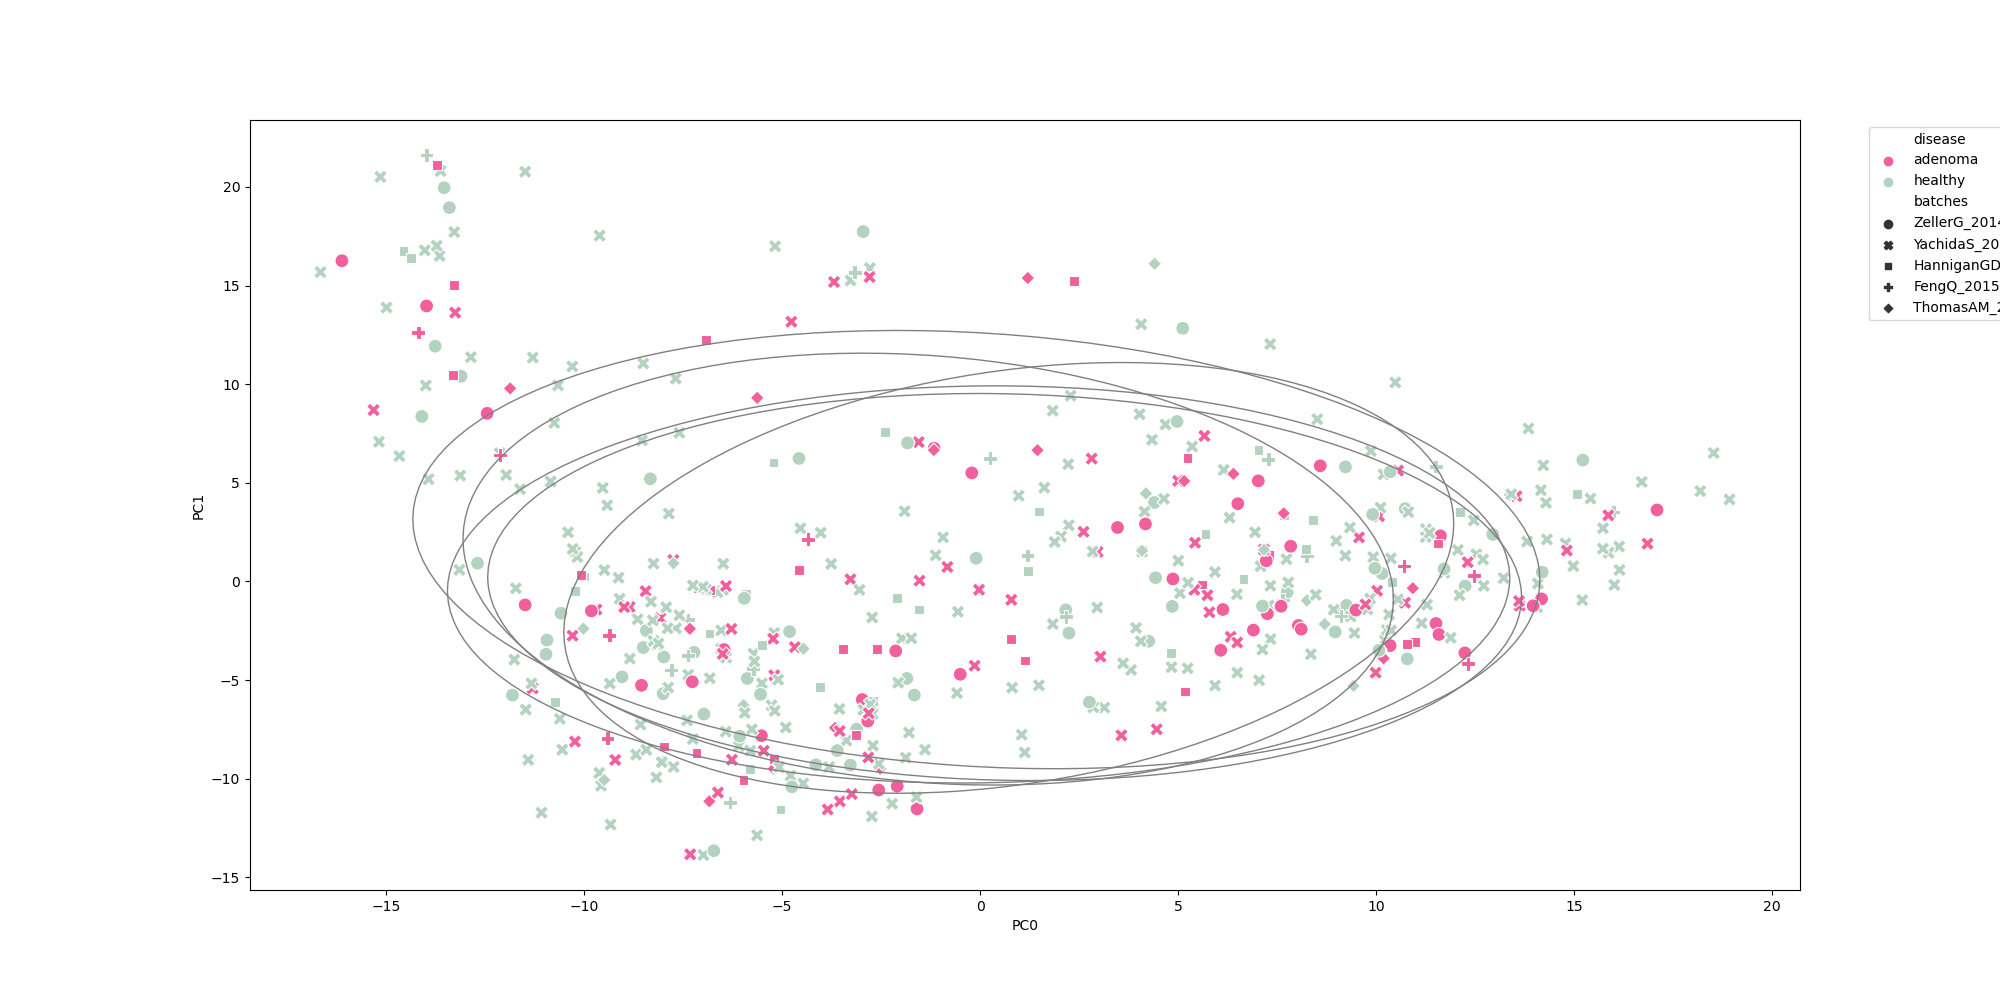 disease
adenoma
healthy
batches
ZellerG_2014
YachidaS_20
HanniganGD
FengQ_2015
ThomasAM_2
20
15
10
5
0
−5
−10
−15
PC1
−15 −10 −5 0 5 10 15 20
PC0